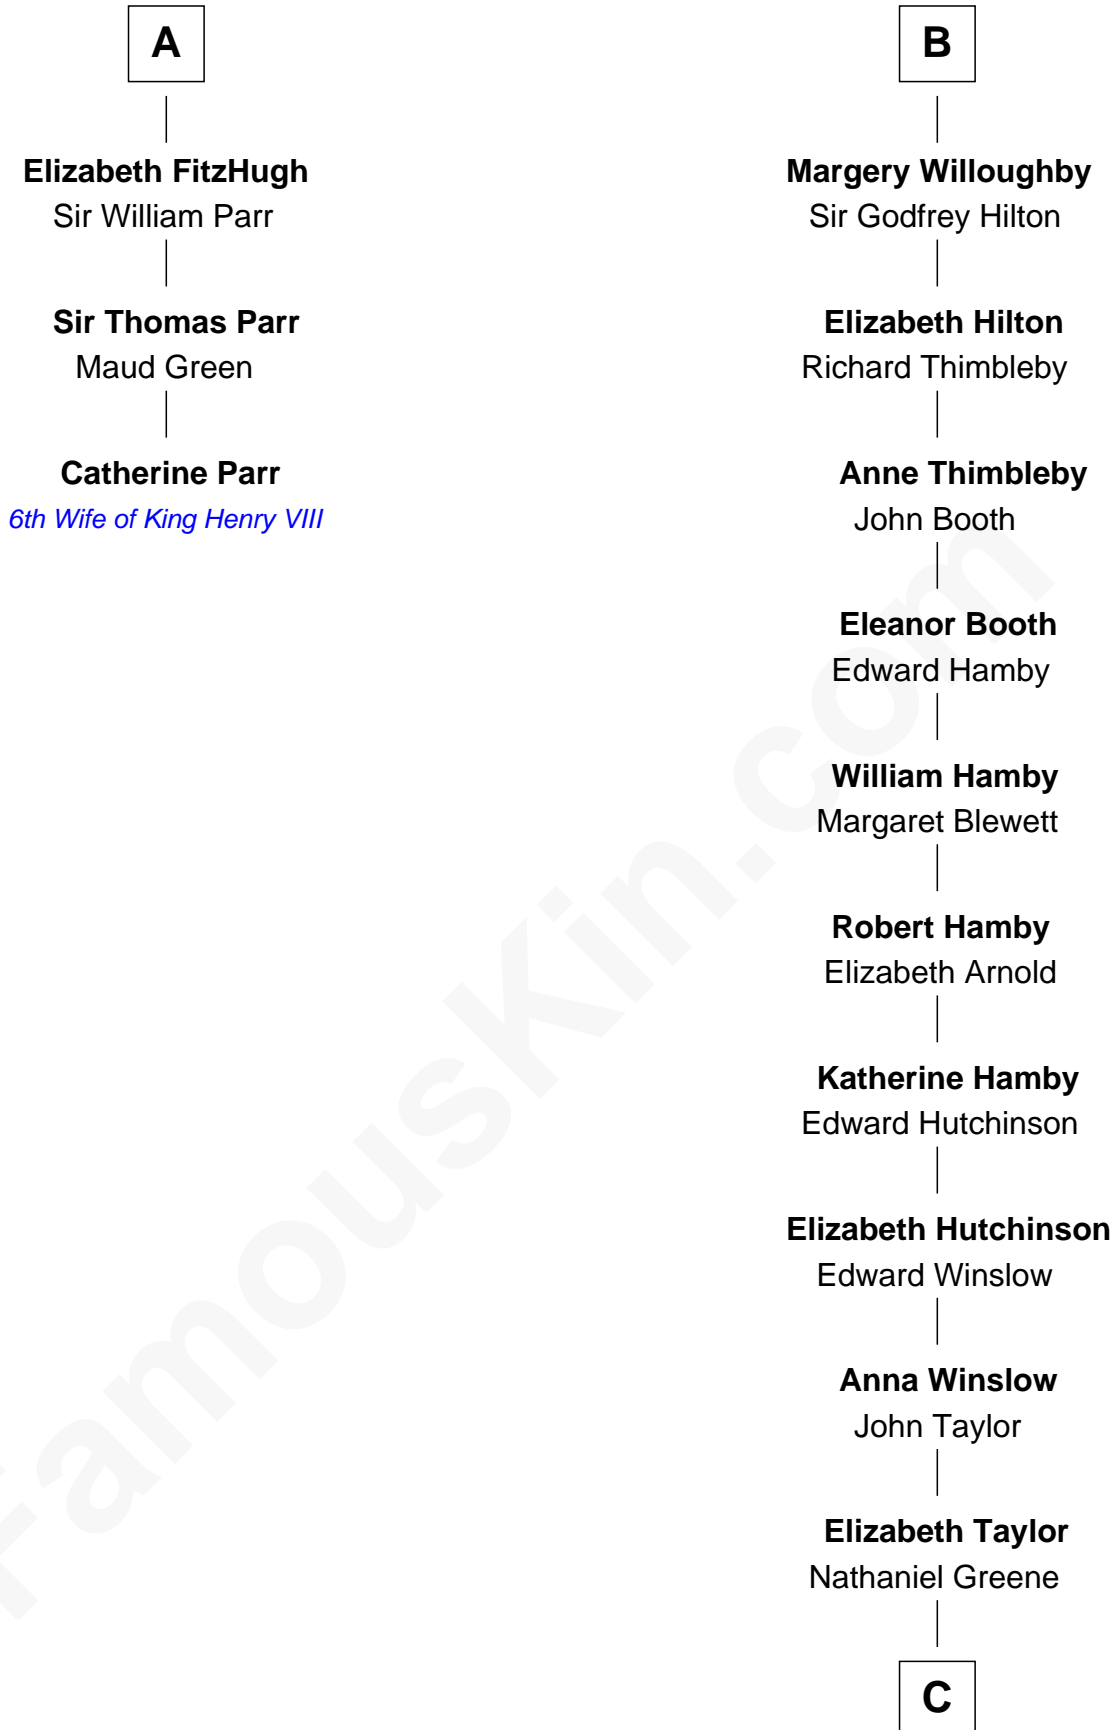 A
Elizabeth FitzHugh
Sir William Parr
Sir Thomas Parr
Maud Green
Catherine Parr
6th Wife of King Henry VIII
B
Margery Willoughby
Sir Godfrey Hilton
Elizabeth Hilton
Richard Thimbleby
Anne Thimbleby
John Booth
Eleanor Booth
Edward Hamby
William Hamby
Margaret Blewett
Robert Hamby
Elizabeth Arnold
Katherine Hamby
Edward Hutchinson
Elizabeth Hutchinson
Edward Winslow
Anna Winslow
John Taylor
Elizabeth Taylor
Nathaniel Greene
C
FamousKin.com